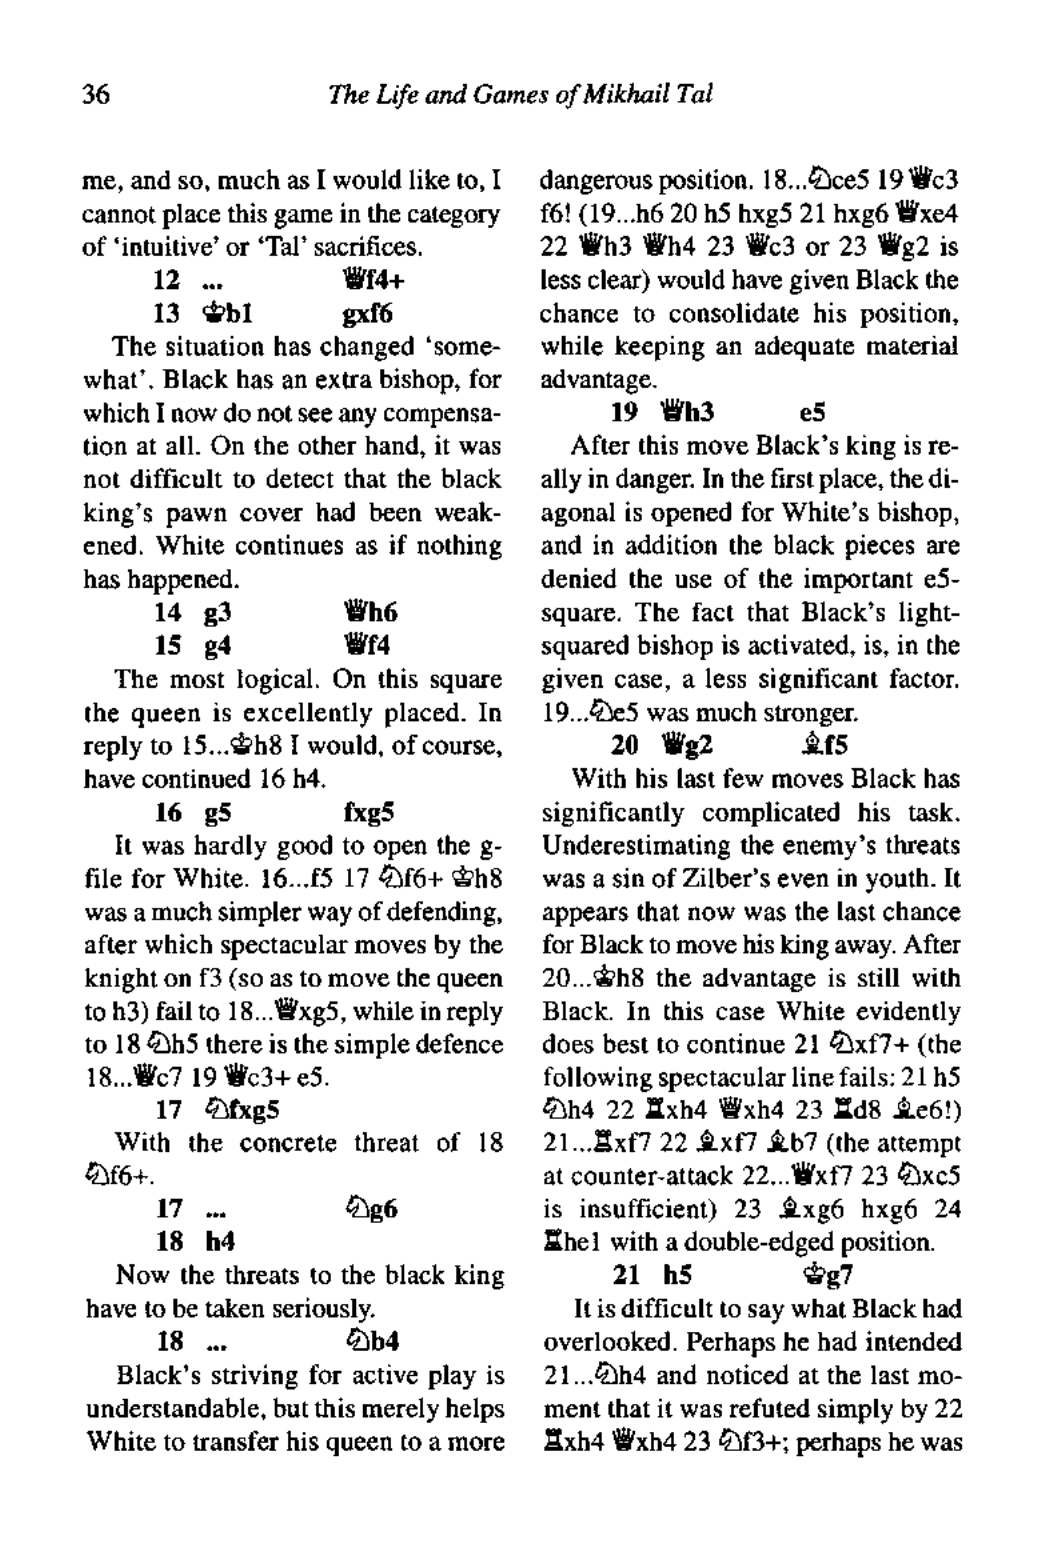 36
The Life and Games of Mikhail Tal
me, and so, much as I would like to, I
cannot place this game in the category
of ‘intuitive’ or ‘Tal’ sacrifices.
12 ... ♕f4+
13 ♔b1 gxf6
The situation has changed ‘some-
what’. Black has an extra bishop, for
which I now do not see any compensa-
tion at all. On the other hand, it was
not difficult to detect that the black
king’s pawn cover had been weak-
ened. White continues as if nothing
has happened.
14 g3 ♕h6
15 g4 ♕f4
The most logical. On this square
the queen is excellently placed. In
reply to 15...♔h8 I would, of course,
have continued 16 h4.
16 g5 fxg5
It was hardly good to open the g-
file for White. 16...f5 17 ♘f6+ ♔h8
was a much simpler way of defending,
after which spectacular moves by the
knight on f3 (so as to move the queen
to h3) fail to 18...♕xg5, while in reply
to 18 ♘h5 there is the simple defence
18...♕c7 19 ♕c3+ e5.
17 ♘fxg5
With the concrete threat of 18
♘f6+.
17 ... ♘g6
18 h4
Now the threats to the black king
have to be taken seriously.
18 ... ♘b4
Black’s striving for active play is
understandable, but this merely helps
White to transfer his queen to a more
dangerous position. 18...♘ce5 19 ♕c3
f6! (19...h6 20 h5 hxg5 21 hxg6 ♕xe4
22 ♕h3 ♕h4 23 ♕c3 or 23 ♕g2 is
less clear) would have given Black the
chance to consolidate his position,
while keeping an adequate material
advantage.
19 ♕h3 e5
After this move Black’s king is re-
ally in danger. In the first place, the di-
agonal is opened for White’s bishop,
and in addition the black pieces are
denied the use of the important e5-
square. The fact that Black’s light-
squared bishop is activated, is, in the
given case, a less significant factor.
19...♘e5 was much stronger.
20 ♕g2 ♗f5
With his last few moves Black has
significantly complicated his task.
Underestimating the enemy’s threats
was a sin of Zilber’s even in youth. It
appears that now was the last chance
for Black to move his king away. After
20...♔h8 the advantage is still with
Black. In this case White evidently
does best to continue 21 ♘xf7+ (the
following spectacular line fails: 21 h5
♘h4 22 ♖xh4 ♕xh4 23 ♖d8 ♗e6!)
21...♖xf7 22 ♗xf7 ♗b7 (the attempt
at counter-attack 22...♕xf7 23 ♘xc5
is insufficient) 23 ♗xg6 hxg6 24
♖he1 with a double-edged position.
21 h5 ♔g7
It is difficult to say what Black had
overlooked. Perhaps he had intended
21...♘h4 and noticed at the last mo-
ment that it was refuted simply by 22
♖xh4 ♕xh4 23 ♘f3+; perhaps he was